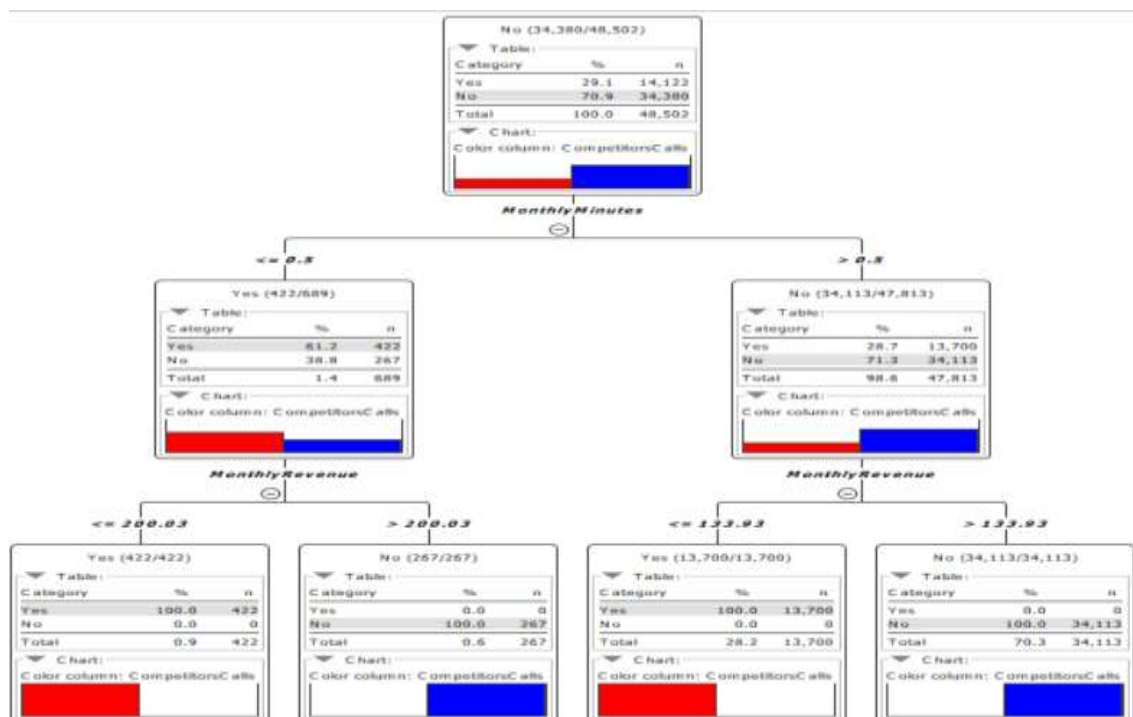 No (34,380/48,502)
Table:
Category % n
Yes 29.1 14,122
No 70.9 34,380
Total 100.0 48,502
Chart:
Color column: CompetitorsCalls
MonthlyMinutes
<= 0.5
> 0.5
Yes (422/689)
Table:
Category % n
Yes 61.2 422
No 38.8 267
Total 1.4 689
Chart:
Color column: CompetitorsCalls
MonthlyRevenue
No (34,113/47,813)
Table:
Category % n
Yes 28.7 13,700
No 71.3 34,113
Total 98.6 47,813
Chart:
Color column: CompetitorsCalls
MonthlyRevenue
<= 200.03
> 200.03
<= 133.93
> 133.93
Yes (422/422)
Table:
Category % n
Yes 100.0 422
No 0.0 0
Total 0.9 422
Chart:
Color column: CompetitorsCalls
No (267/267)
Table:
Category % n
Yes 0.0 0
No 100.0 267
Total 0.6 267
Chart:
Color column: CompetitorsCalls
Yes (13,700/13,700)
Table:
Category % n
Yes 100.0 13,700
No 0.0 0
Total 28.2 13,700
Chart:
Color column: CompetitorsCalls
No (34,113/34,113)
Table:
Category % n
Yes 0.0 0
No 100.0 34,113
Total 70.3 34,113
Chart:
Color column: CompetitorsCalls